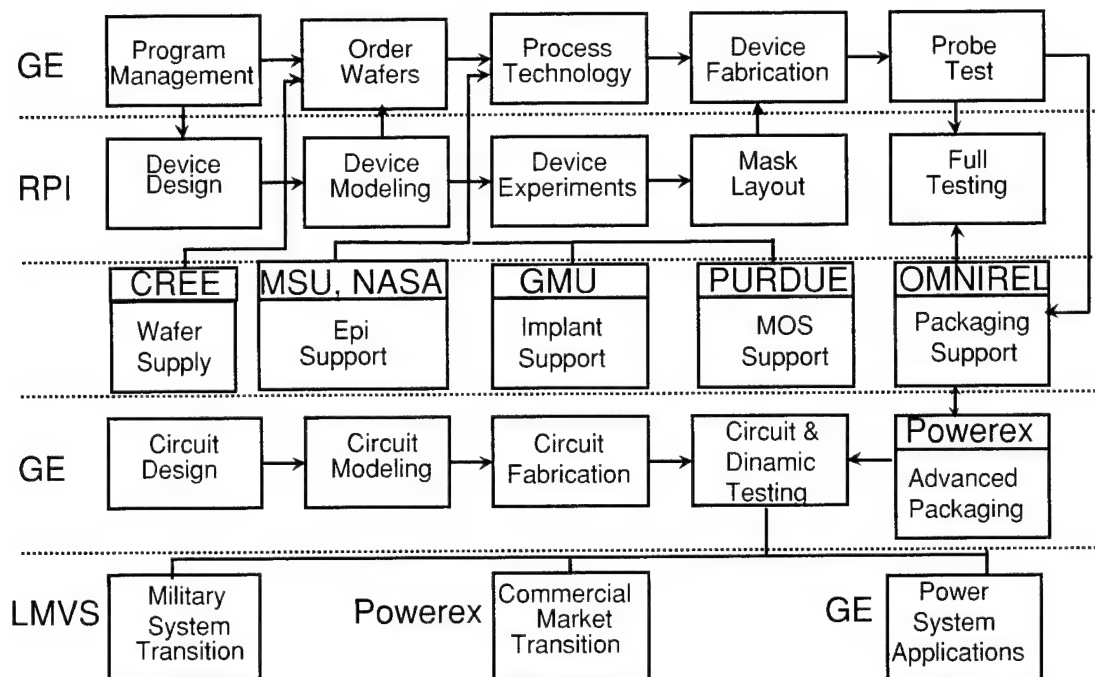 GE
Program
Management
Order
Wafers
Process
Technology
Device
Fabrication
Probe
Test
RPI
Device
Design
Device
Modeling
Device
Experiments
Mask
Layout
Full
Testing
CREE
Wafer
Supply
MSU, NASA
Epi
Support
GMU
Implant
Support
PURDUE
MOS
Support
OMNIREL
Packaging
Support
GE
Circuit
Design
Circuit
Modeling
Circuit
Fabrication
Circuit &
Dinamic
Testing
Powerex
Advanced
Packaging
LMVS
Military
System
Transition
Powerex
Commercial
Market
Transition
GE
Power
System
Applications